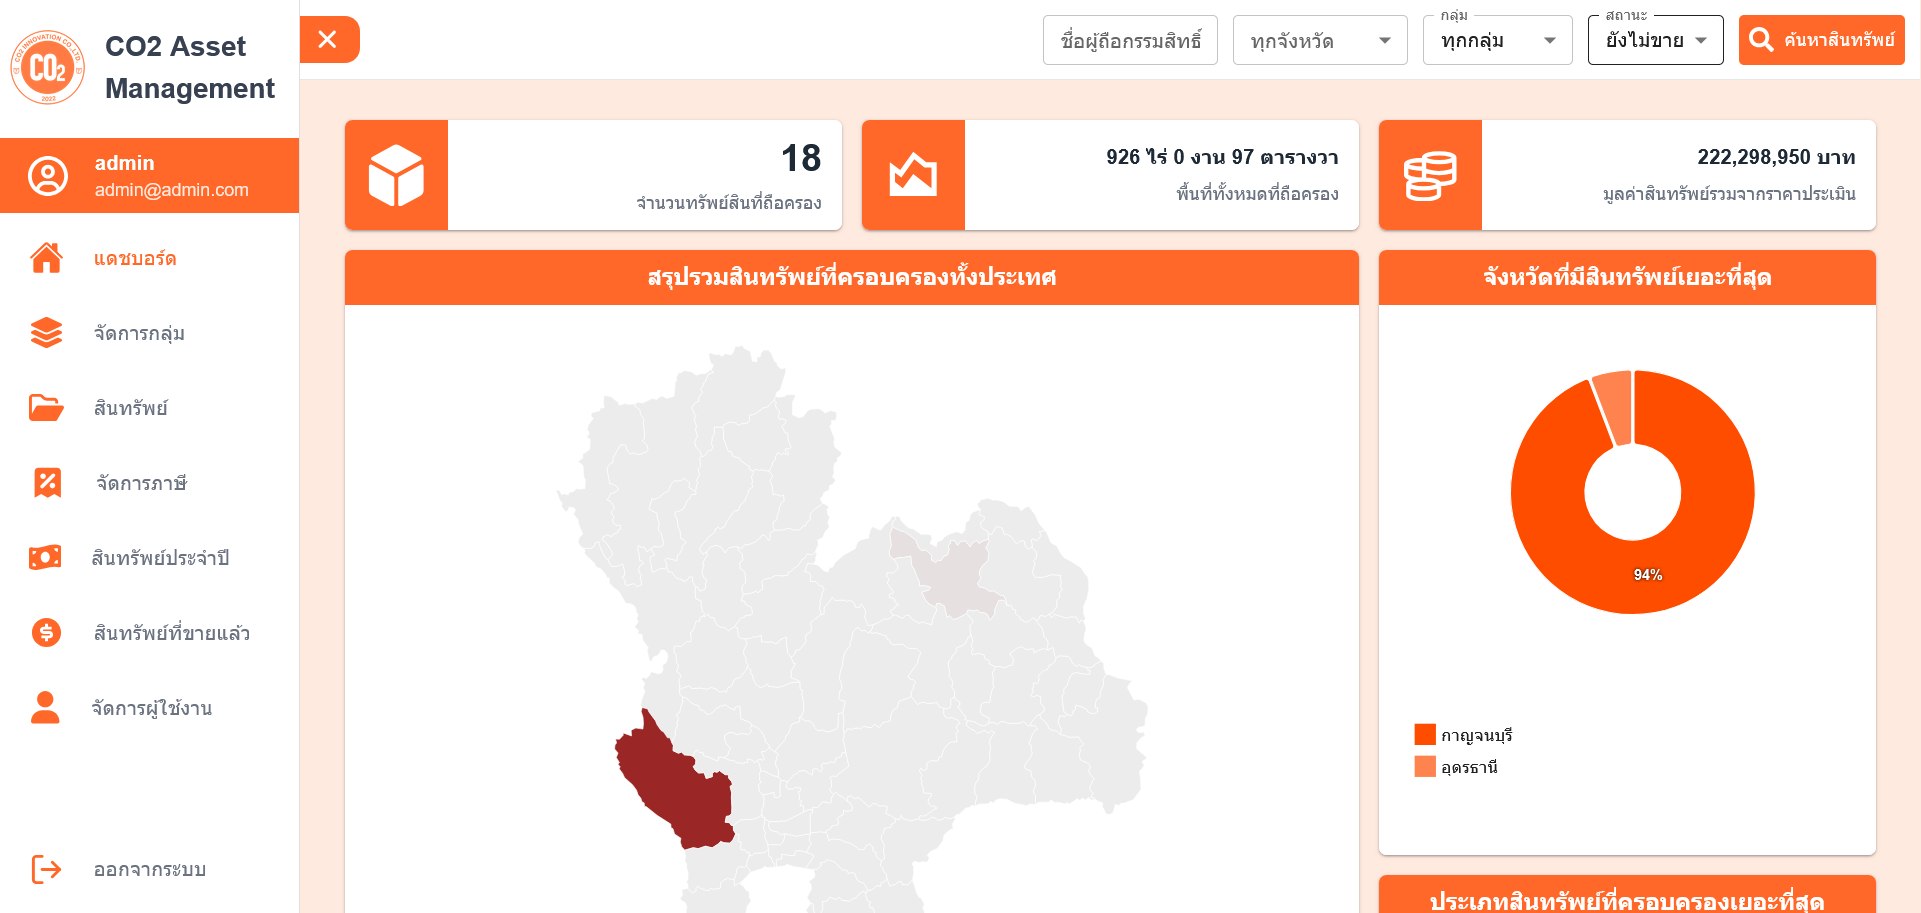 CO2 INNOVATION CO.,LTD.
CO2
2022
CO2 Asset
Management
admin
admin@admin.com
แดชบอร์ด
จัดการกลุ่ม
สินทรัพย์
จัดการภาษี
สินทรัพย์ประจำปี
สินทรัพย์ที่ขายแล้ว
จัดการผู้ใช้งาน
ออกจากระบบ
ชื่อผู้ถือกรรมสิทธิ์
ทุกจังหวัด
กลุ่ม
ทุกกลุ่ม
สถานะ
ยังไม่ขาย
ค้นหาสินทรัพย์
18
จำนวนทรัพย์สินที่ถือครอง
926 ไร่ 0 งาน 97 ตารางวา
พื้นที่ทั้งหมดที่ถือครอง
222,298,950 บาท
มูลค่าสินทรัพย์รวมจากราคาประเมิน
สรุปรวมสินทรัพย์ที่ครอบครองทั้งประเทศ
จังหวัดที่มีสินทรัพย์เยอะที่สุด
94%
กาญจนบุรี
อุดรธานี
ประเภทสินทรัพย์ที่ครอบครองเยอะที่สุด